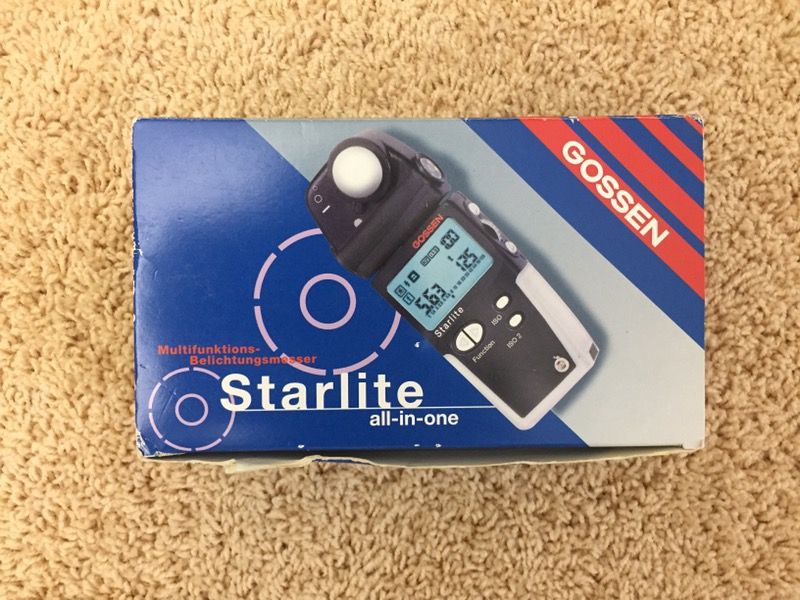 GOSSEN
GOSSEN
Starlite
Function
ISO
ISO 2
Multifunktions-
Belichtungsmesser
Starlite
all-in-one